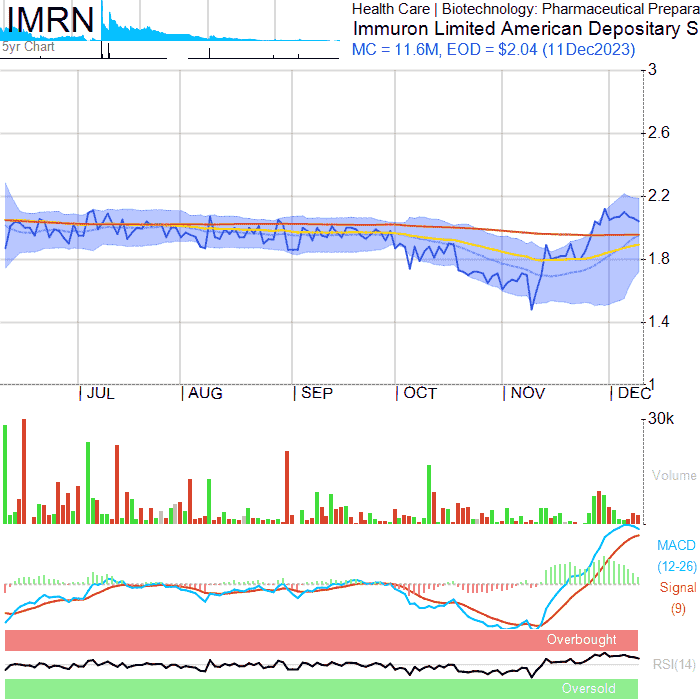 IMRN
5yr Chart
Health Care | Biotechnology: Pharmaceutical Prepara
Immuron Limited American Depositary S
MC = 11.6M, EOD = $2.04 (11Dec2023)
3
2.6
2.2
1.8
1.4
1
JUL AUG SEP OCT NOV DEC
30k
Volume
MACD
(12-26)
Signal
(9)
Overbought
RSI(14)
Oversold